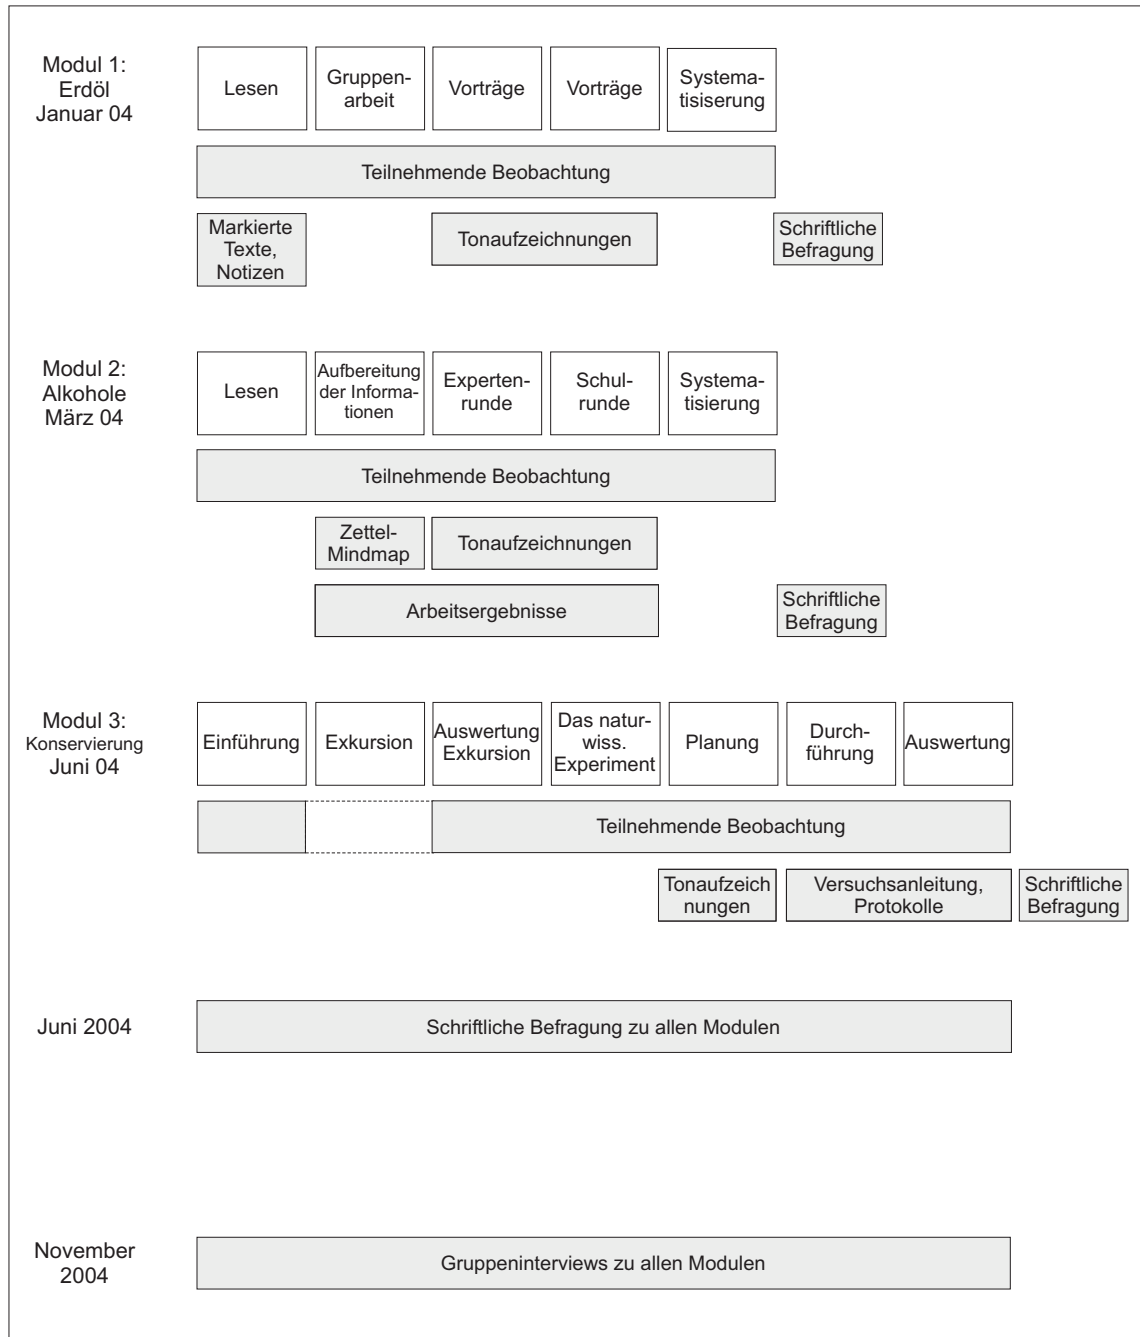 Modul 1:
Erdöl
Januar 04
Lesen
Gruppen-
arbeit
Vorträge
Vorträge
Systema-
tisiserung
Teilnehmende Beobachtung
Markierte
Texte,
Notizen
Tonaufzeichnungen
Schriftliche
Befragung
Modul 2:
Alkohole
März 04
Lesen
Aufbereitung
der Informa-
tionen
Experten-
runde
Schul-
runde
Systema-
tisierung
Teilnehmende Beobachtung
Zettel-
Mindmap
Tonaufzeichnungen
Arbeitsergebnisse
Schriftliche
Befragung
Modul 3:
Konservierung
Juni 04
Einführung
Exkursion
Auswertung
Exkursion
Das natur-
wiss.
Experiment
Planung
Durch-
führung
Auswertung
Teilnehmende Beobachtung
Tonaufzeich
nungen
Versuchsanleitung,
Protokolle
Schriftliche
Befragung
Juni 2004
Schriftliche Befragung zu allen Modulen
November
2004
Gruppeninterviews zu allen Modulen